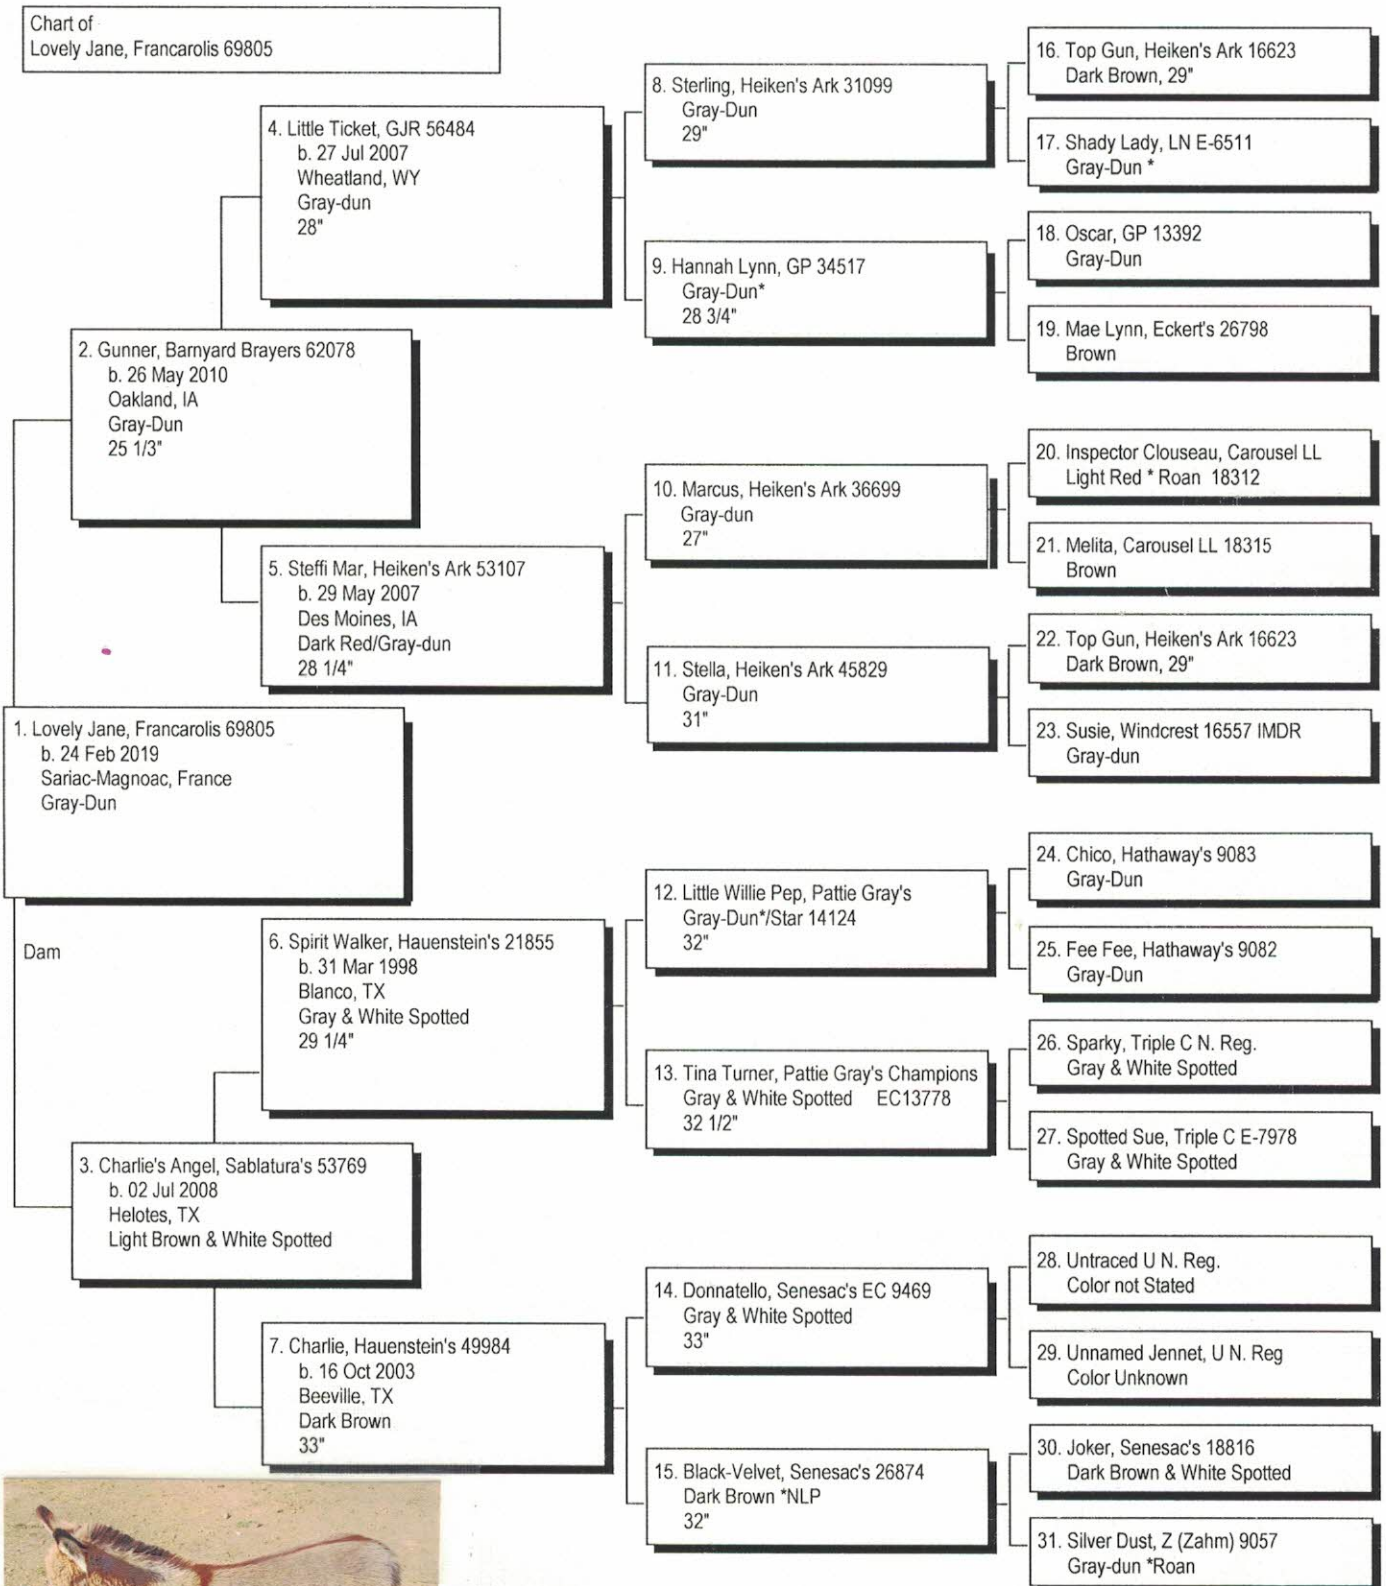 Chart of
Lovely Jane, Francarolis 69805
16. Top Gun, Heiken's Ark 16623
Dark Brown, 29"
8. Sterling, Heiken's Ark 31099
Gray-Dun
29"
17. Shady Lady, LN E-6511
Gray-Dun *
4. Little Ticket, GJR 56484
b. 27 Jul 2007
Wheatland, WY
Gray-dun
28"
18. Oscar, GP 13392
Gray-Dun
9. Hannah Lynn, GP 34517
Gray-Dun*
28 3/4"
19. Mae Lynn, Eckert's 26798
Brown
2. Gunner, Barnyard Brayers 62078
b. 26 May 2010
Oakland, IA
Gray-Dun
25 1/3"
20. Inspector Clouseau, Carousel LL
Light Red * Roan 18312
10. Marcus, Heiken's Ark 36699
Gray-dun
27"
21. Melita, Carousel LL 18315
Brown
5. Steffi Mar, Heiken's Ark 53107
b. 29 May 2007
Des Moines, IA
Dark Red/Gray-dun
28 1/4"
22. Top Gun, Heiken's Ark 16623
Dark Brown, 29"
11. Stella, Heiken's Ark 45829
Gray-Dun
31"
23. Susie, Windcrest 16557 IMDR
Gray-dun
1. Lovely Jane, Francarolis 69805
b. 24 Feb 2019
Sariac-Magnoac, France
Gray-Dun
24. Chico, Hathaway's 9083
Gray-Dun
12. Little Willie Pep, Pattie Gray's
Gray-Dun*/Star 14124
32"
25. Fee Fee, Hathaway's 9082
Gray-Dun
Dam
6. Spirit Walker, Hauenstein's 21855
b. 31 Mar 1998
Blanco, TX
Gray & White Spotted
29 1/4"
26. Sparky, Triple C N. Reg.
Gray & White Spotted
13. Tina Turner, Pattie Gray's Champions
Gray & White Spotted EC13778
32 1/2"
27. Spotted Sue, Triple C E-7978
Gray & White Spotted
3. Charlie's Angel, Sablatura's 53769
b. 02 Jul 2008
Helotes, TX
Light Brown & White Spotted
28. Untraced U N. Reg.
Color not Stated
14. Donnatello, Senesac's EC 9469
Gray & White Spotted
33"
29. Unnamed Jennet, U N. Reg
Color Unknown
7. Charlie, Hauenstein's 49984
b. 16 Oct 2003
Beeville, TX
Dark Brown
33"
30. Joker, Senesac's 18816
Dark Brown & White Spotted
15. Black-Velvet, Senesac's 26874
Dark Brown *NLP
32"
31. Silver Dust, Z (Zahm) 9057
Gray-dun *Roan